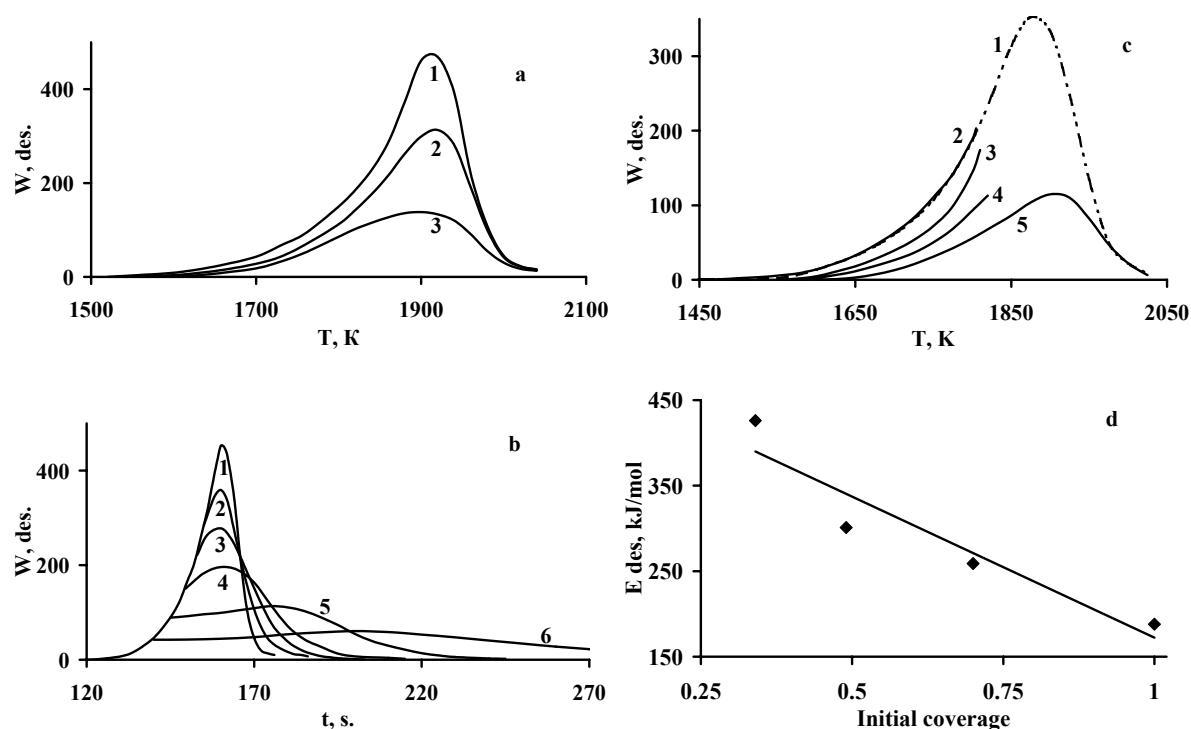 a
W, des.
400
200
0
1
2
3
1500 1700 1900 2100
T, K
c
W, des.
300
200
100
0
1
2
3
4
5
1450 1650 1850 2050
T, K
b
W, des.
400
200
0
1
2
3
4
5
6
120 170 220 270
t, s.
d
E des, kJ/mol
450
350
250
150
0.25 0.5 0.75 1
Initial coverage